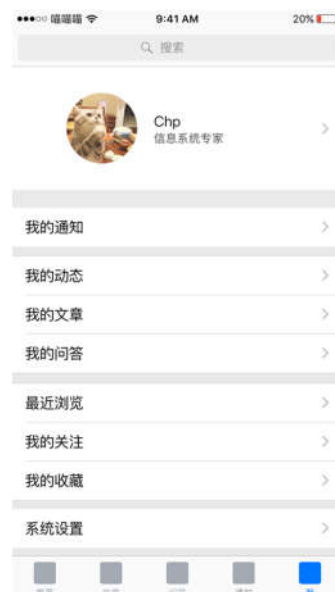 喵喵喵 9:41 AM 20%
搜索
Chp
信息系统专家
我的通知
我的动态
我的文章
我的问答
最近浏览
我的关注
我的收藏
系统设置